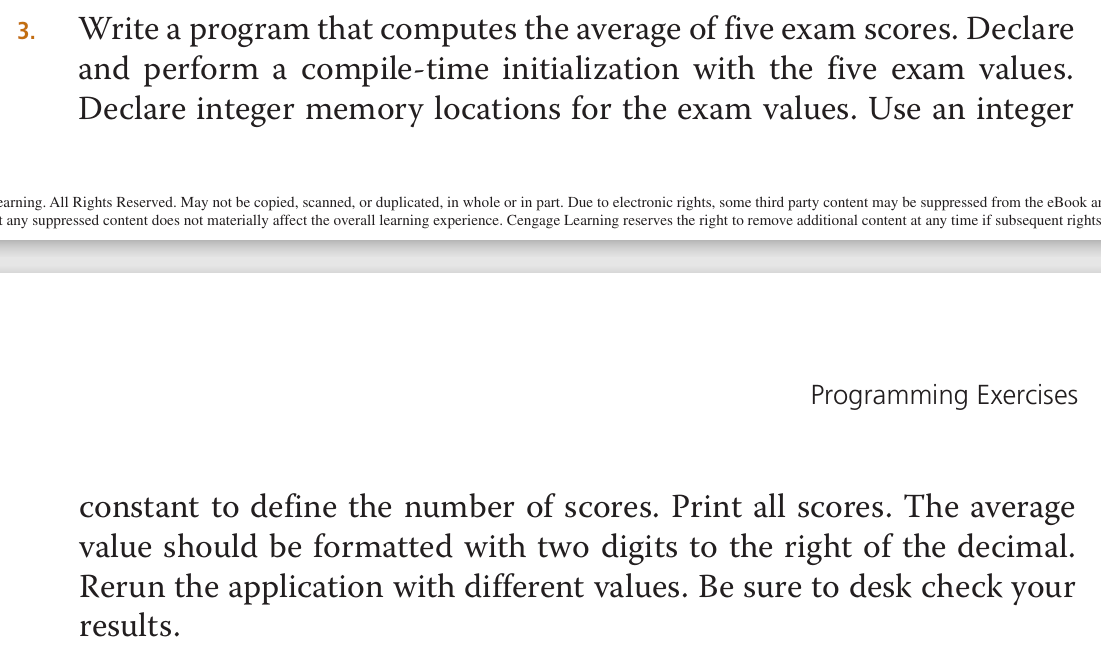 3. Write a program that computes the average of five exam scores. Declare
and perform a compile-time initialization with the five exam values.
Declare integer memory locations for the exam values. Use an integer
earning. All Rights Reserved. May not be copied, scanned, or duplicated, in whole or in part. Due to electronic rights, some third party content may be suppressed from the eBook
any suppressed content does not materially affect the overall learning experience. Cengage Learning reserves the right to remove additional content at any time if subsequent rights
Programming Exercises
constant to define the number of scores. Print all scores. The average
value should be formatted with two digits to the right of the decimal.
Rerun the application with different values. Be sure to desk check your
results.